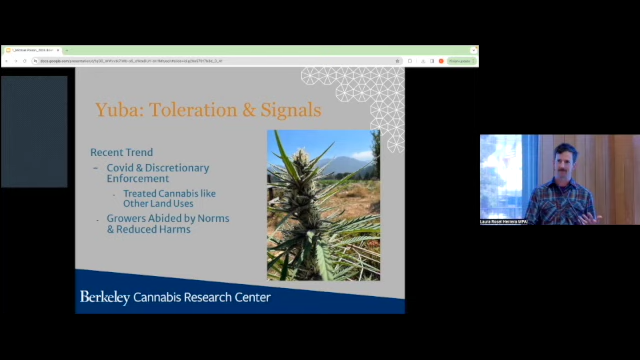 Yuba: Toleration & Signals
Recent Trend
– Covid & Discretionary
Enforcement
- Treated Cannabis like
Other Land Uses
- Growers Abided by Norms
& Reduced Harms
Berkeley Cannabis Research Center